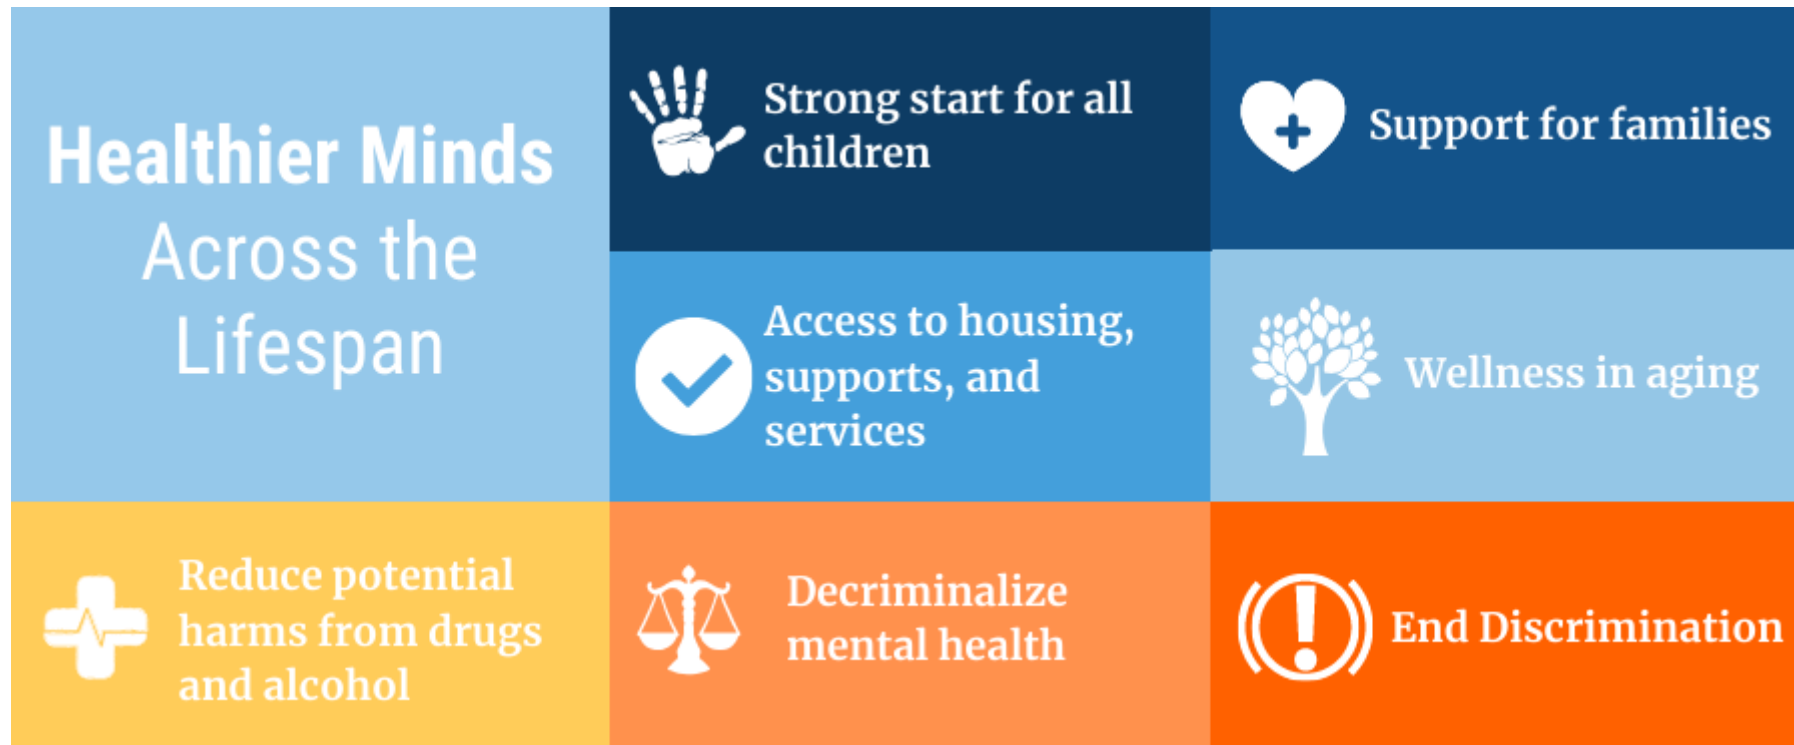 Healthier Minds
Across the
Lifespan
Strong start for all
children
Support for families
Access to housing,
supports, and
services
Wellness in aging
Reduce potential
harms from drugs
and alcohol
Decriminalize
mental health
End Discrimination